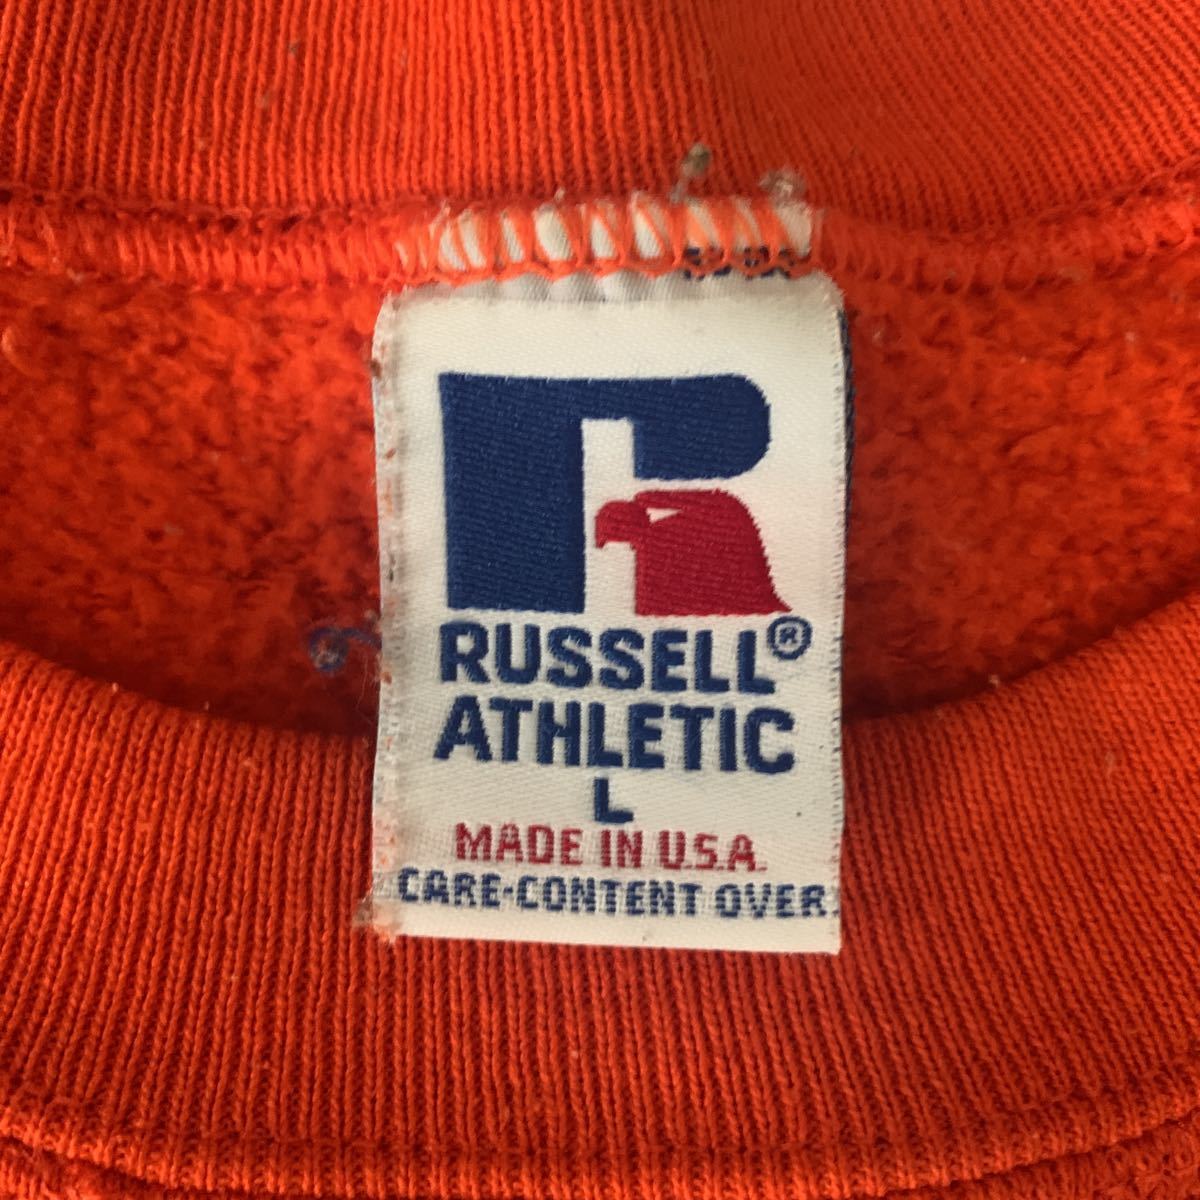 R
RUSSELL®
ATHLETIC
L
MADE IN U.S.A.
CARE-CONTENT OVER